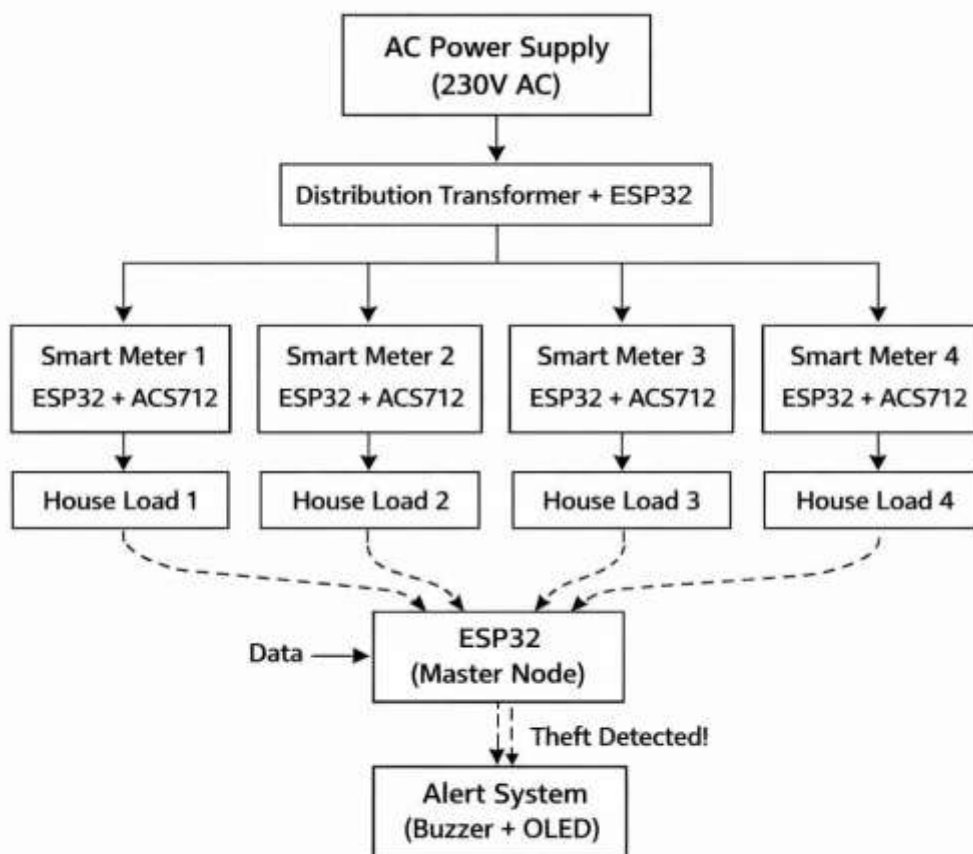 AC Power Supply
(230V AC)
Distribution Transformer + ESP32
Smart Meter 1
ESP32 + ACS712
Smart Meter 2
ESP32 + ACS712
Smart Meter 3
ESP32 + ACS712
Smart Meter 4
ESP32 + ACS712
House Load 1
House Load 2
House Load 3
House Load 4
Data
ESP32
(Master Node)
Theft Detected!
Alert System
(Buzzer + OLED)